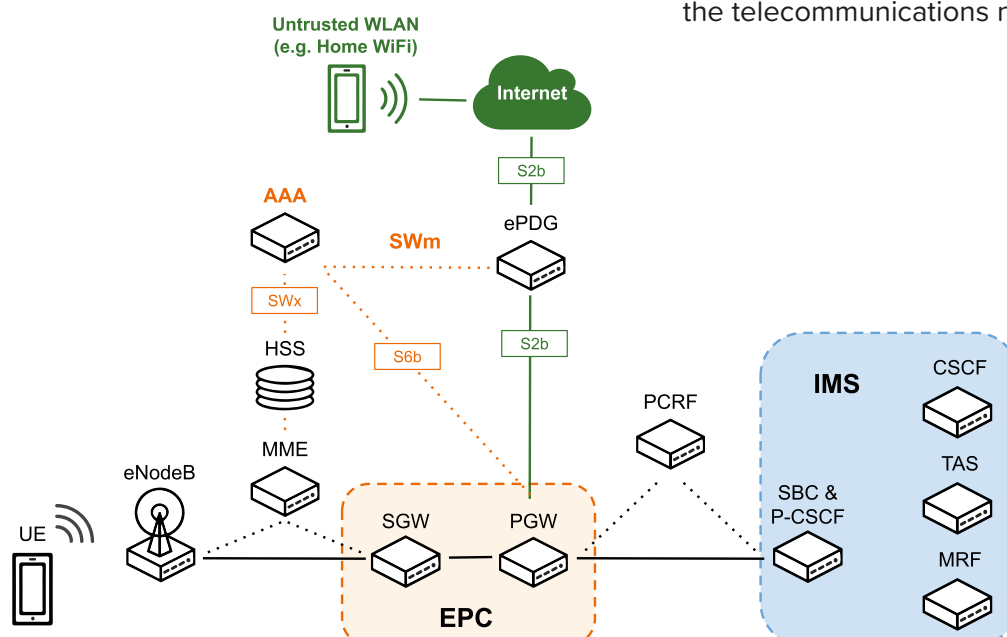 the telecommunications
Untrusted WLAN
(e.g. Home WiFi)
Internet
S2b
AAA
ePDG
SWm
SWx
S2b
HSS
S6b
IMS
CSCF
PCRF
MME
eNodeB
TAS
SBC &
P-CSCF
SGW
PGW
UE
MRF
EPC